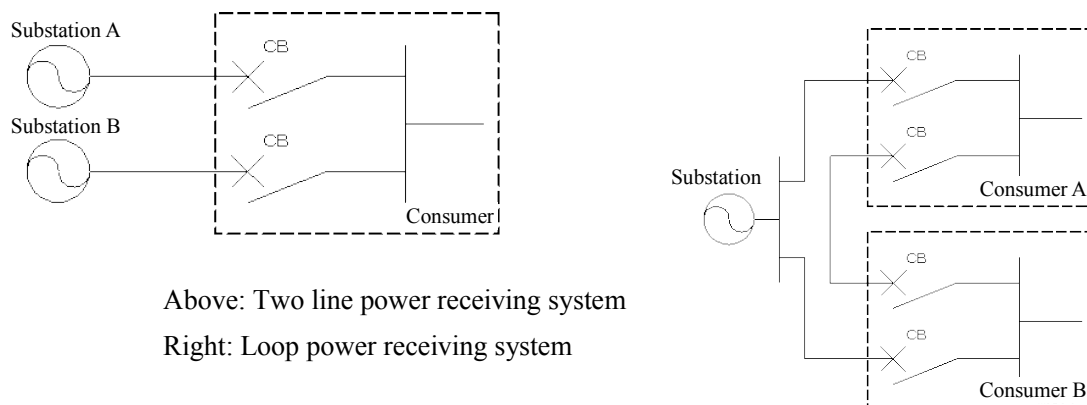 Substation A
CB
Substation B
CB
Consumer
Above: Two line power receiving system
Right: Loop power receiving system
CB
CB
Substation
Consumer A
CB
CB
Consumer B